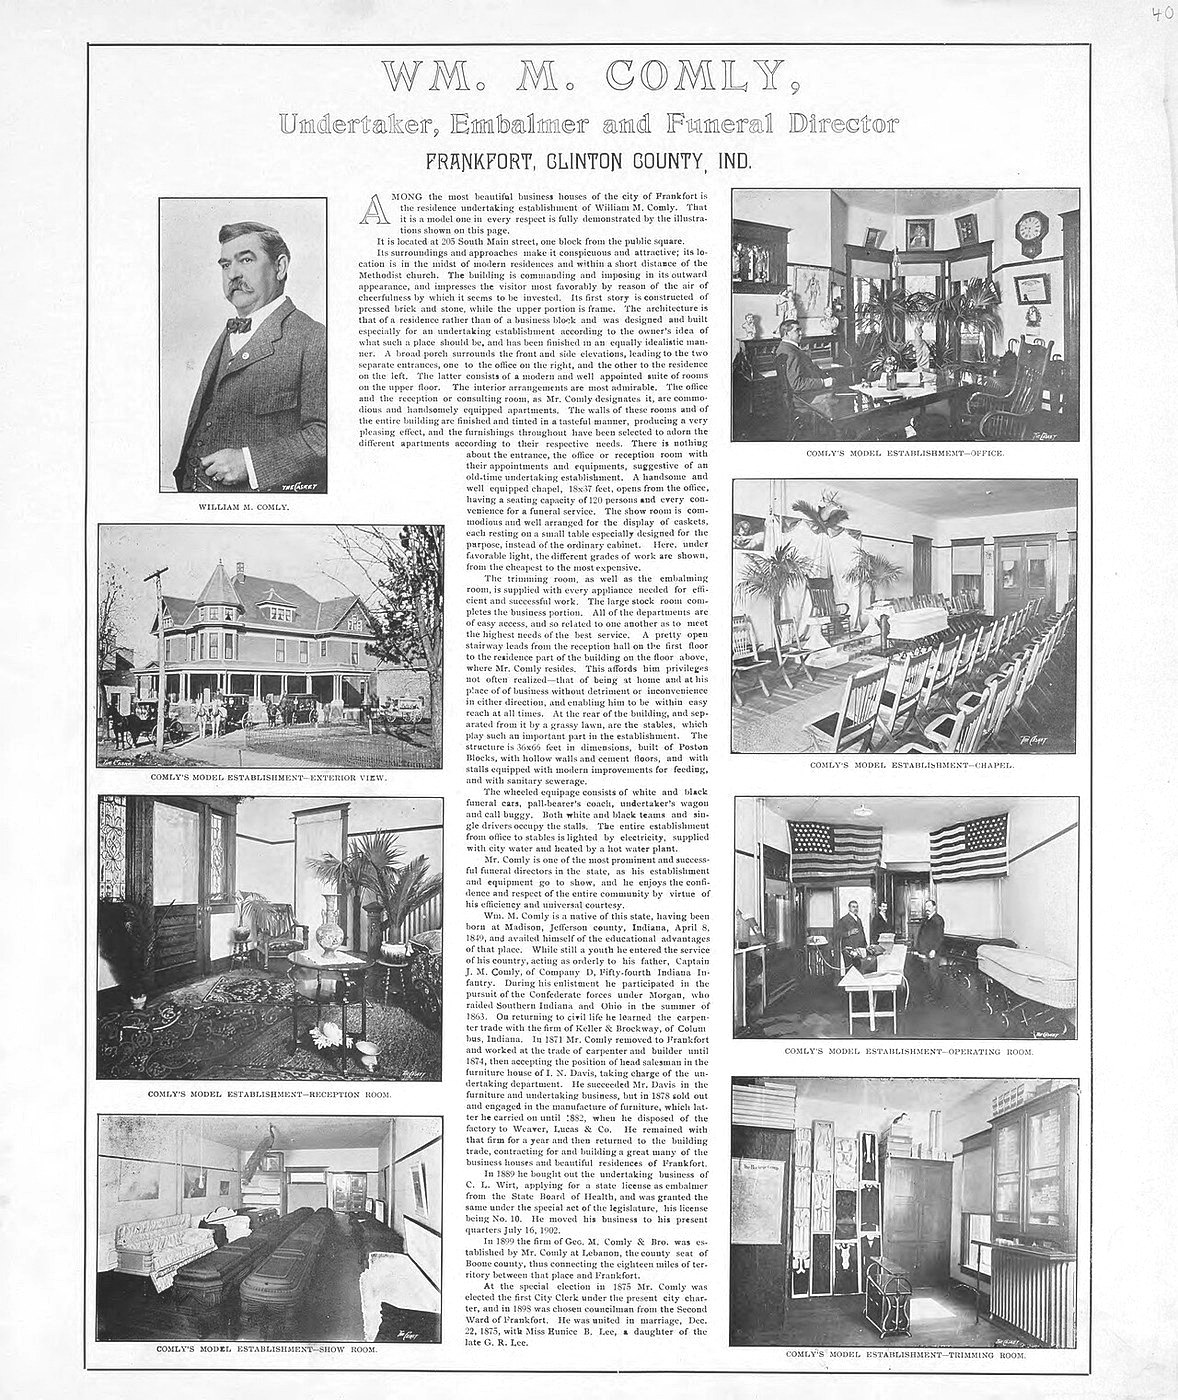 40
WM. M. COMLY,
Undertaker, Embalmer and Funeral Director
FRANKFORT, CLINTON COUNTY, IND.
THE CASKET
WILLIAM M. COMLY.
THE CASKET
COMLY'S MODEL ESTABLISHMENT—EXTERIOR VIEW.
THE CASKET
COMLY'S MODEL ESTABLISHMENT—RECEPTION ROOM.
THE CASKET
COMLY'S MODEL ESTABLISHMENT—SHOW ROOM.
AMONG the most beautiful business houses of the city of Frankfort is
the residence undertaking establishment of William M. Comly. That
it is a model one in every respect is fully demonstrated by the illustra-
tions shown on this page.
It is located at 205 South Main street, one block from the public square.
Its surroundings and approaches make it conspicuous and attractive; its lo-
cation is in the midst of modern residences and within a short distance of the
Methodist church. The building is commanding and imposing in its outward
appearance, and impresses the visitor most favorably by reason of the air of
cheerfulness by which it seems to be invested. Its first story is constructed of
pressed brick and stone, while the upper portion is frame. The architecture is
that of a residence rather than of a business block and was designed and built
especially for an undertaking establishment according to the owner's idea of
what such a place should be, and has been finished in an equally idealistic man-
ner. A broad porch surrounds the front and side elevations, leading to the two
separate entrances, one to the office on the right, and the other to the residence
on the left. The latter consists of a modern and well appointed suite of rooms
on the upper floor. The interior arrangements are most admirable. The office
and the reception or consulting room, as Mr. Comly designates it, are commo-
dious and handsomely equipped apartments. The walls of these rooms and of
the entire building are finished and tinted in a tasteful manner, producing a very
pleasing effect, and the furnishings throughout have been selected to adorn the
different apartments according to their respective needs. There is nothing
about the entrance, the office or reception room with
their appointments and equipments, suggestive of an
old-time undertaking establishment. A handsome and
well equipped chapel, 18x37 feet, opens from the office,
having a seating capacity of 120 persons and every con-
venience for a funeral service. The show room is com-
modious and well arranged for the display of caskets,
each resting on a small table especially designed for the
purpose, instead of the ordinary cabinet. Here, under
favorable light, the different grades of work are shown,
from the cheapest to the most expensive.
The trimming room, as well as the embalming
room, is supplied with every appliance needed for effi-
cient and successful work. The large stock room com-
pletes the business portion. All of the departments are
of easy access, and so related to one another as to meet
the highest needs of the best service. A pretty open
stairway leads from the reception hall on the first floor
to the residence part of the building on the floor above,
where Mr. Comly resides. This affords him privileges
not often realized—that of being at home and at his
place of of business without detriment or inconvenience
in either direction, and enabling him to be within easy
reach at all times. At the rear of the building, and sep-
arated from it by a grassy lawn, are the stables, which
play such an important part in the establishment. The
structure is 36x66 feet in dimensions, built of Poston
Blocks, with hollow walls and cement floors, and with
stalls equipped with modern improvements for feeding,
and with sanitary sewerage.
The wheeled equipage consists of white and black
funeral cars, pall-bearer's coach, undertaker's wagon
and call buggy. Both white and black teams and sin-
gle drivers occupy the stalls. The entire establishment
from office to stables is lighted by electricity, supplied
with city water and heated by a hot water plant.
Mr. Comly is one of the most prominent and success-
ful funeral directors in the state, as his establishment
and equipment go to show, and he enjoys the confi-
dence and respect of the entire community by virtue of
his efficiency and universal courtesy.
Wm. M. Comly is a native of this state, having been
born at Madison, Jefferson county, Indiana, April 8,
1849, and availed himself of the educational advantages
of that place. While still a youth he entered the service
of his country, acting as orderly to his father, Captain
J. M. Comly, of Company D, Fifty-fourth Indiana In-
fantry. During his enlistment he participated in the
pursuit of the Confederate forces under Morgan, who
raided Southern Indiana and Ohio in the summer of
1863. On returning to civil life he learned the carpen-
ter trade with the firm of Keller & Brockway, of Colum
bus, Indiana. In 1871 Mr. Comly removed to Frankfort
and worked at the trade of carpenter and builder until
1874, then accepting the position of head salesman in the
furniture house of I. N. Davis, taking charge of the un-
dertaking department. He succeeded Mr. Davis in the
furniture and undertaking business, but in 1878 sold out
and engaged in the manufacture of furniture, which lat-
ter he carried on until 1882, when he disposed of the
factory to Weaver, Lucas & Co. He remained with
that firm for a year and then returned to the building
trade, contracting for and building a great many of the
business houses and beautiful residences of Frankfort.
In 1889 he bought out the undertaking business of
C. L. Wirt, applying for a state license as embalmer
from the State Board of Health, and was granted the
same under the special act of the legislature, his license
being No. 10. He moved his business to his present
quarters July 16, 1902.
In 1899 the firm of Geo. M. Comly & Bro. was es-
tablished by Mr. Comly at Lebanon, the county seat of
Boone county, thus connecting the eighteen miles of ter-
ritory between that place and Frankfort.
At the special election in 1875 Mr. Comly was
elected the first City Clerk under the present city char-
ter, and in 1898 was chosen councilman from the Second
Ward of Frankfort. He was united in marriage, Dec.
22, 1875, with Miss Eunice B. Lee, a daughter of the
late G. R. Lee.
THE CASKET
COMLY'S MODEL ESTABLISHMENT—OFFICE.
THE CASKET
COMLY'S MODEL ESTABLISHMENT—CHAPEL.
THE CASKET
COMLY'S MODEL ESTABLISHMENT—OPERATING ROOM.
THE CASKET
COMLY'S MODEL ESTABLISHMENT—TRIMMING ROOM.